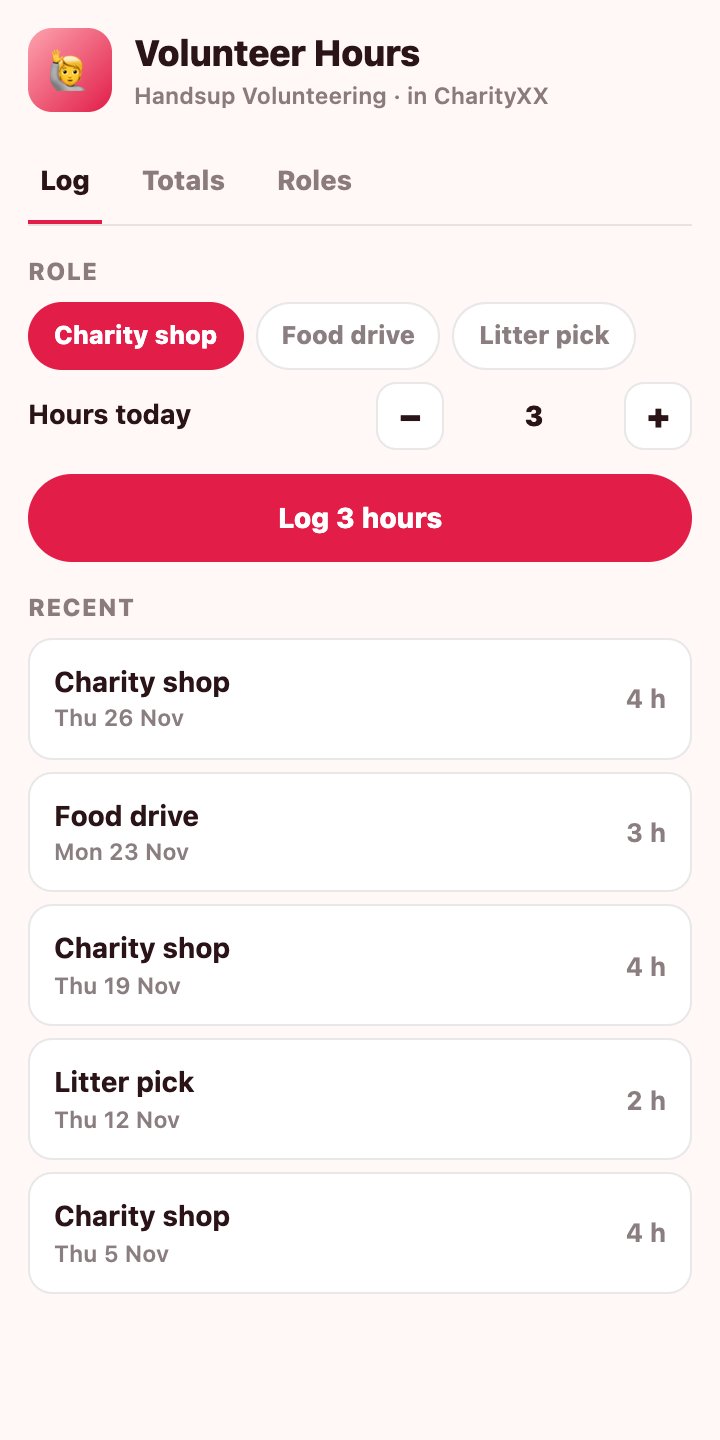 Volunteer Hours
Handsup Volunteering · in CharityXX
Log Totals Roles
ROLE
Charity shop Food drive Litter pick
Hours today − 3 +
Log 3 hours
RECENT
Charity shop
Thu 26 Nov
4 h
Food drive
Mon 23 Nov
3 h
Charity shop
Thu 19 Nov
4 h
Litter pick
Thu 12 Nov
2 h
Charity shop
Thu 5 Nov
4 h